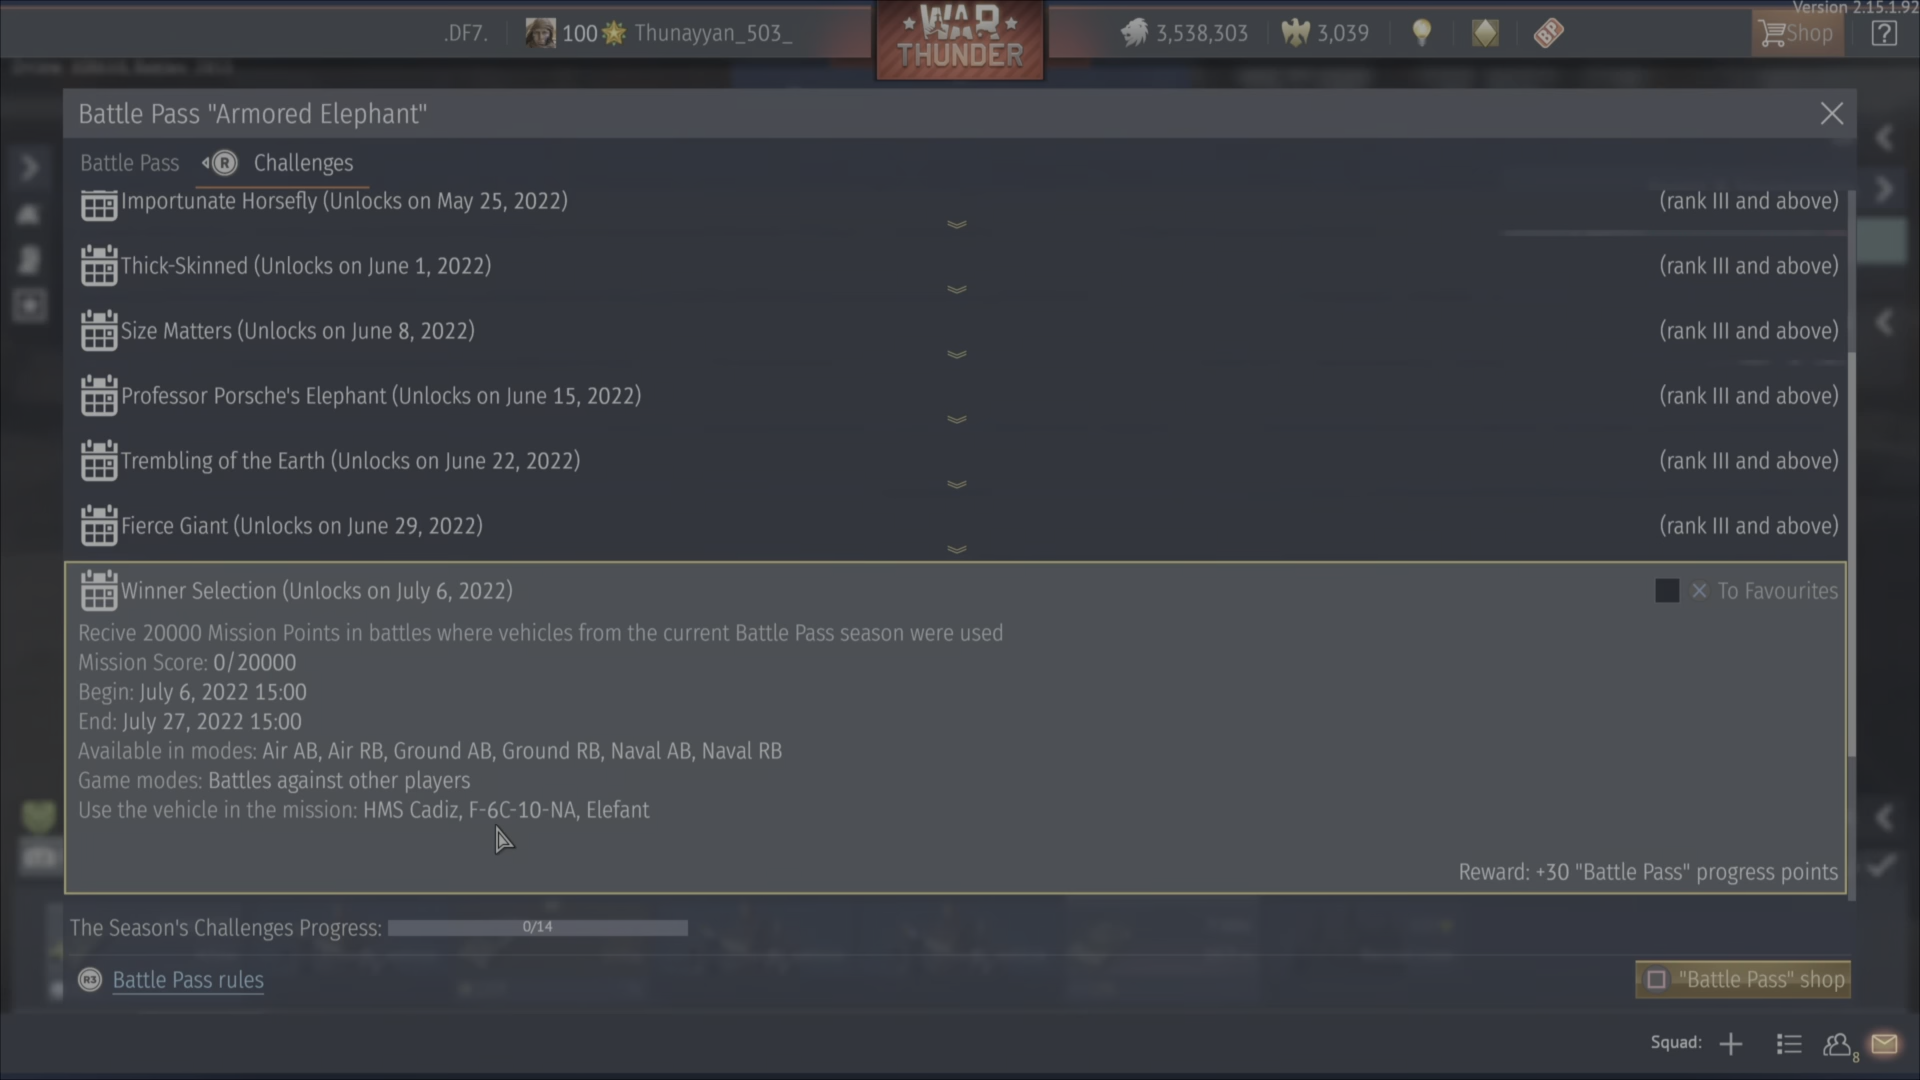 Version 2.15.1.92
.DF7.
100 Thunayyan_503_
WAR THUNDER
3,538,303
3,039
BP
Shop
?
Battle Pass "Armored Elephant"
Battle Pass R Challenges
Importunate Horsefly (Unlocks on May 25, 2022) (rank III and above)
Thick-Skinned (Unlocks on June 1, 2022) (rank III and above)
Size Matters (Unlocks on June 8, 2022) (rank III and above)
Professor Porsche's Elephant (Unlocks on June 15, 2022) (rank III and above)
Trembling of the Earth (Unlocks on June 22, 2022) (rank III and above)
Fierce Giant (Unlocks on June 29, 2022) (rank III and above)
Winner Selection (Unlocks on July 6, 2022) To Favourites
Recive 20000 Mission Points in battles where vehicles from the current Battle Pass season were used
Mission Score: 0/20000
Begin: July 6, 2022 15:00
End: July 27, 2022 15:00
Available in modes: Air AB, Air RB, Ground AB, Ground RB, Naval AB, Naval RB
Game modes: Battles against other players
Use the vehicle in the mission: HMS Cadiz, F-6C-10-NA, Elefant
Reward: +30 "Battle Pass" progress points
The Season's Challenges Progress: 0/14
R3 Battle Pass rules
"Battle Pass" shop
Squad: 8